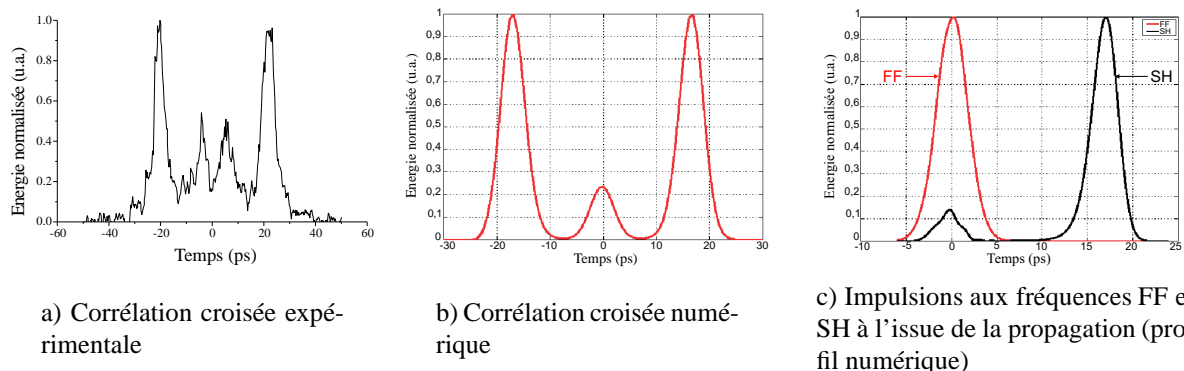 1.0
0.8
0.6
0.4
0.2
0.0
-60
-40
-20
0
20
40
60
Energie normalisée (u.a.)
Temps (ps)
a) Corrélation croisée expé-
rimentale
1
0,9
0,8
0,7
0,6
0,5
0,4
0,3
0,2
0,1
0
-30
-20
-10
0
10
20
30
Energie normalisée (u.a.)
Temps (ps)
b) Corrélation croisée numé-
rique
1
0,9
0,8
0,7
0,6
0,5
0,4
0,3
0,2
0,1
0
-10
-5
0
5
10
15
20
25
Energie normalisée (u.a.)
Temps (ps)
FF
SH
FF
SH
c) Impulsions aux fréquences FF e
SH à l'issue de la propagation (pro
fil numérique)